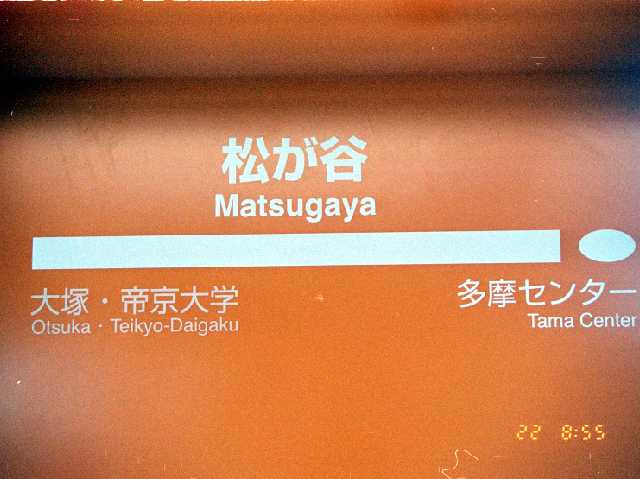 松が谷
Matsugaya
大塚・帝京大学
Otsuka・Teikyo-Daigaku
多摩センター
Tama Center
22 8:55